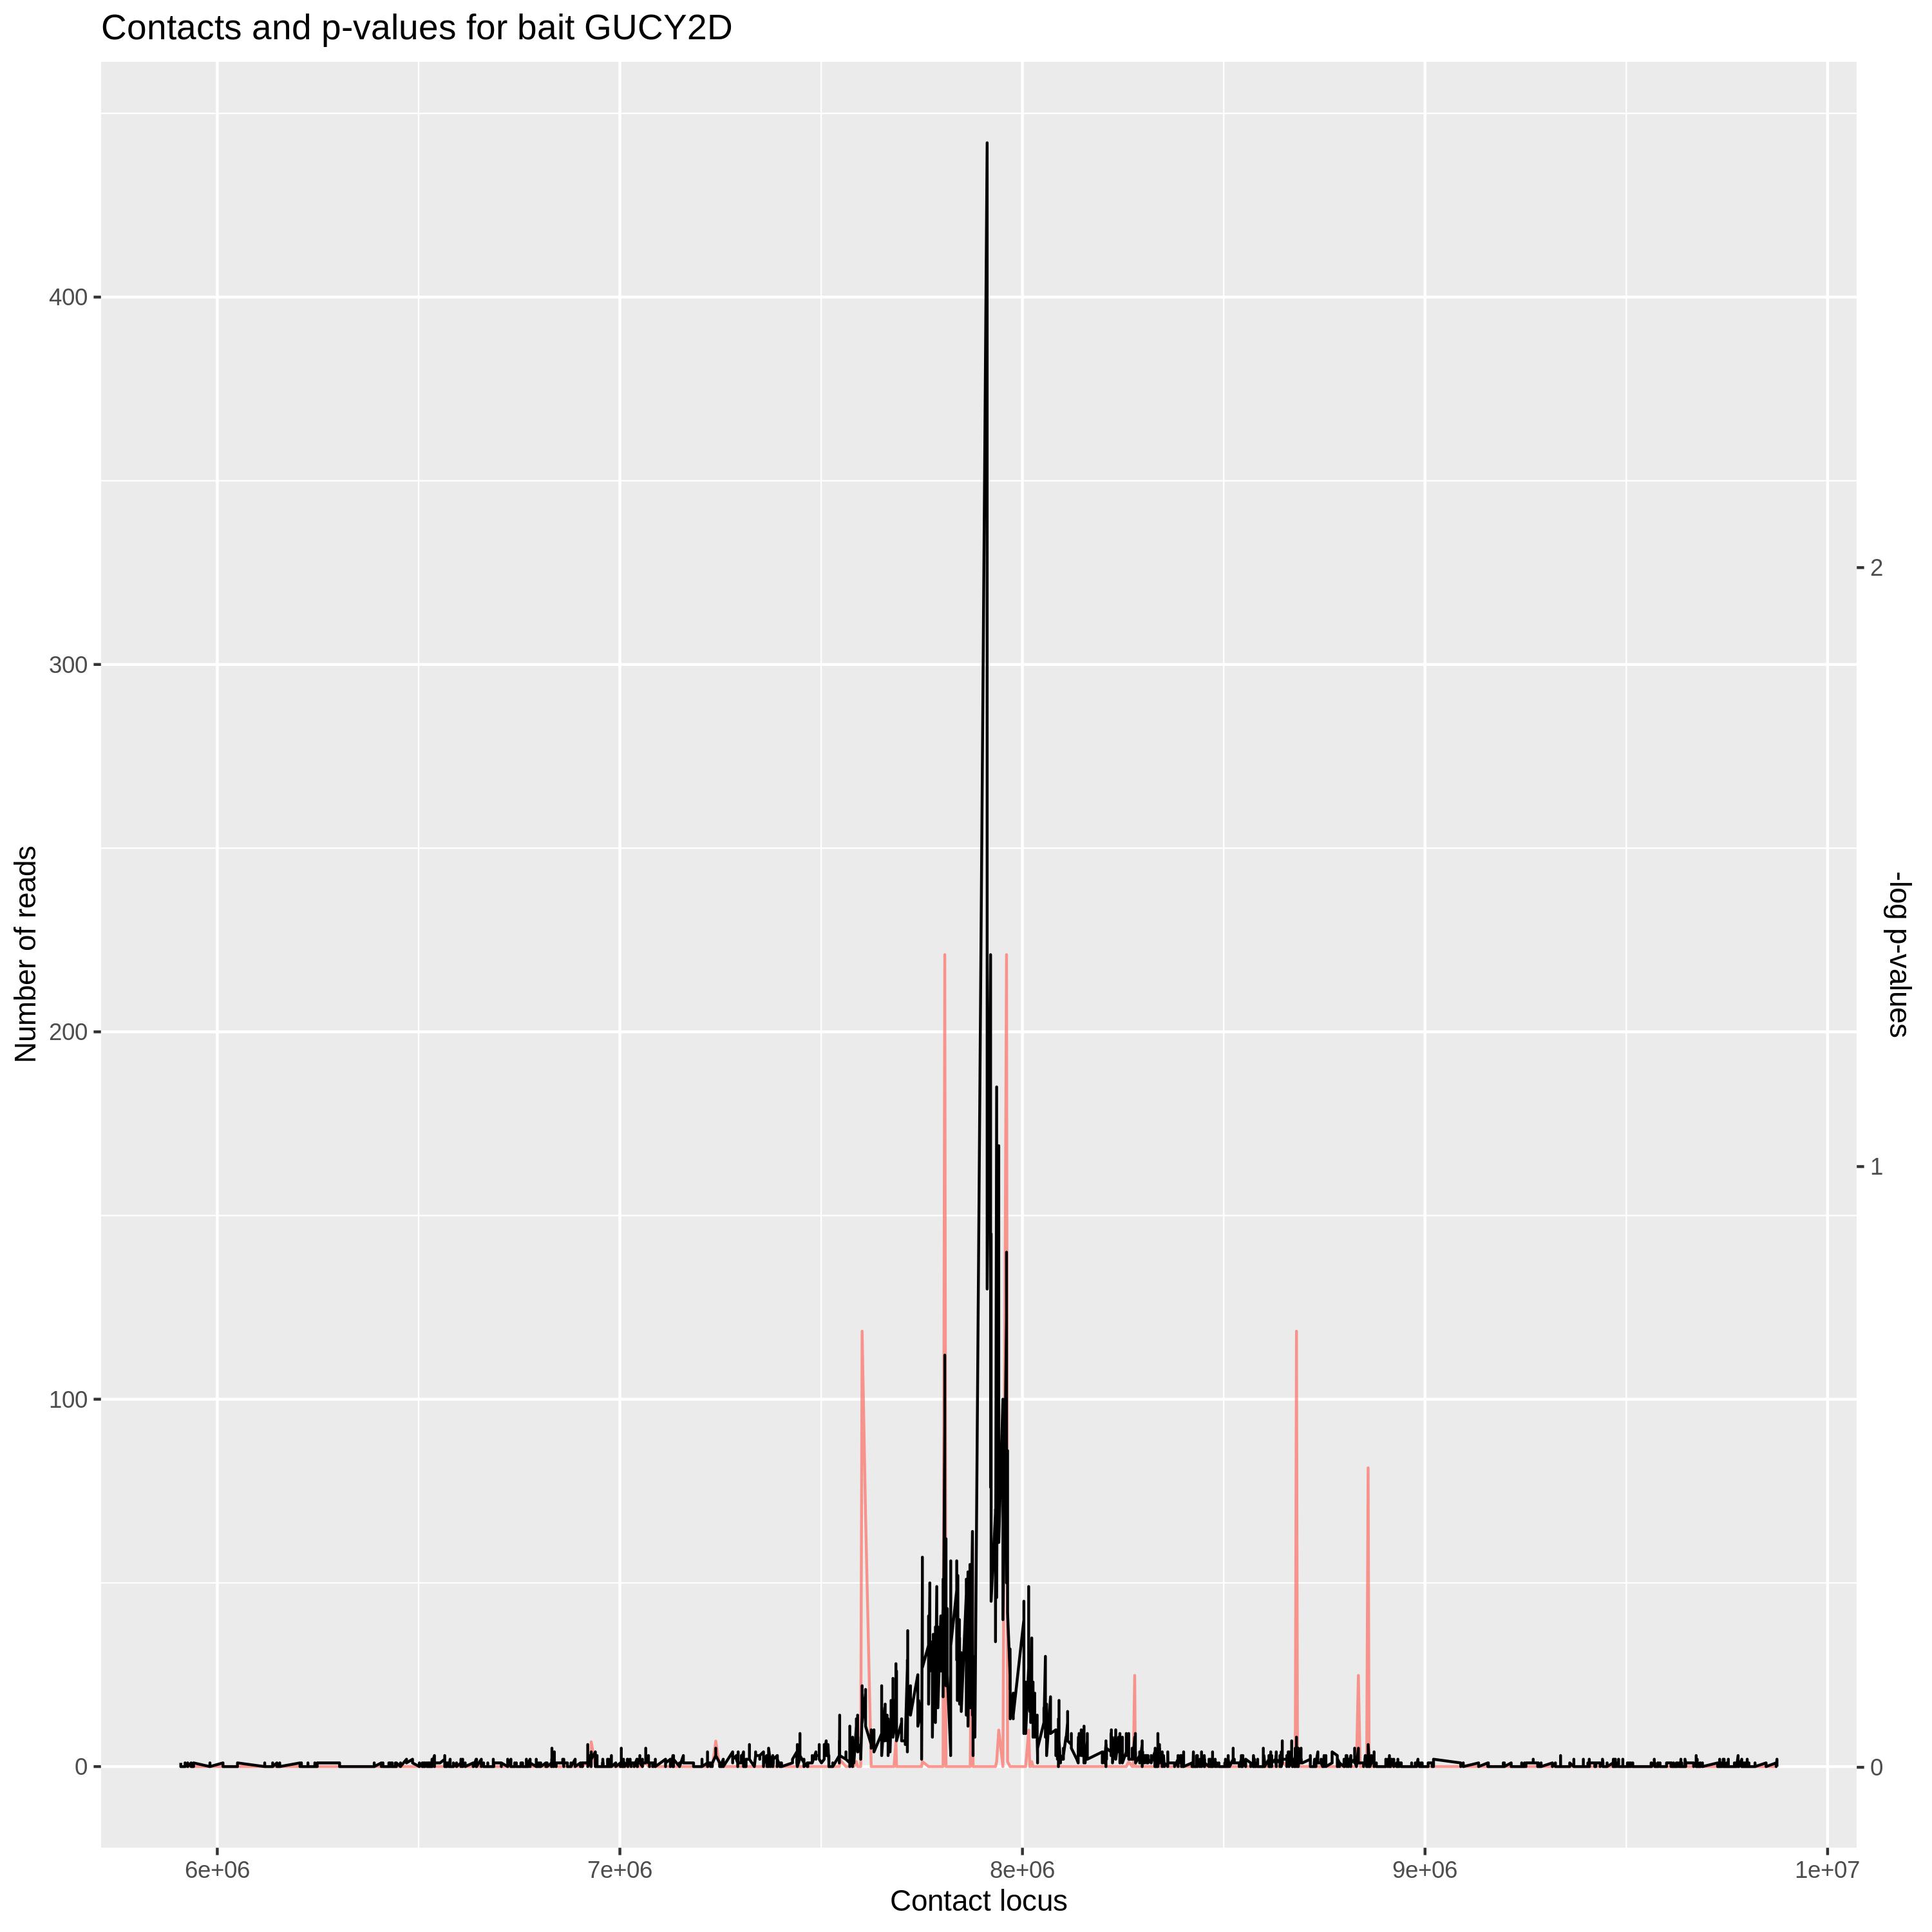 Contacts and p-values for bait GUCY2D
400
300
200
100
0
Number of reads
2
1
0
-log p-values
6e+06
7e+06
8e+06
9e+06
1e+07
Contact locus